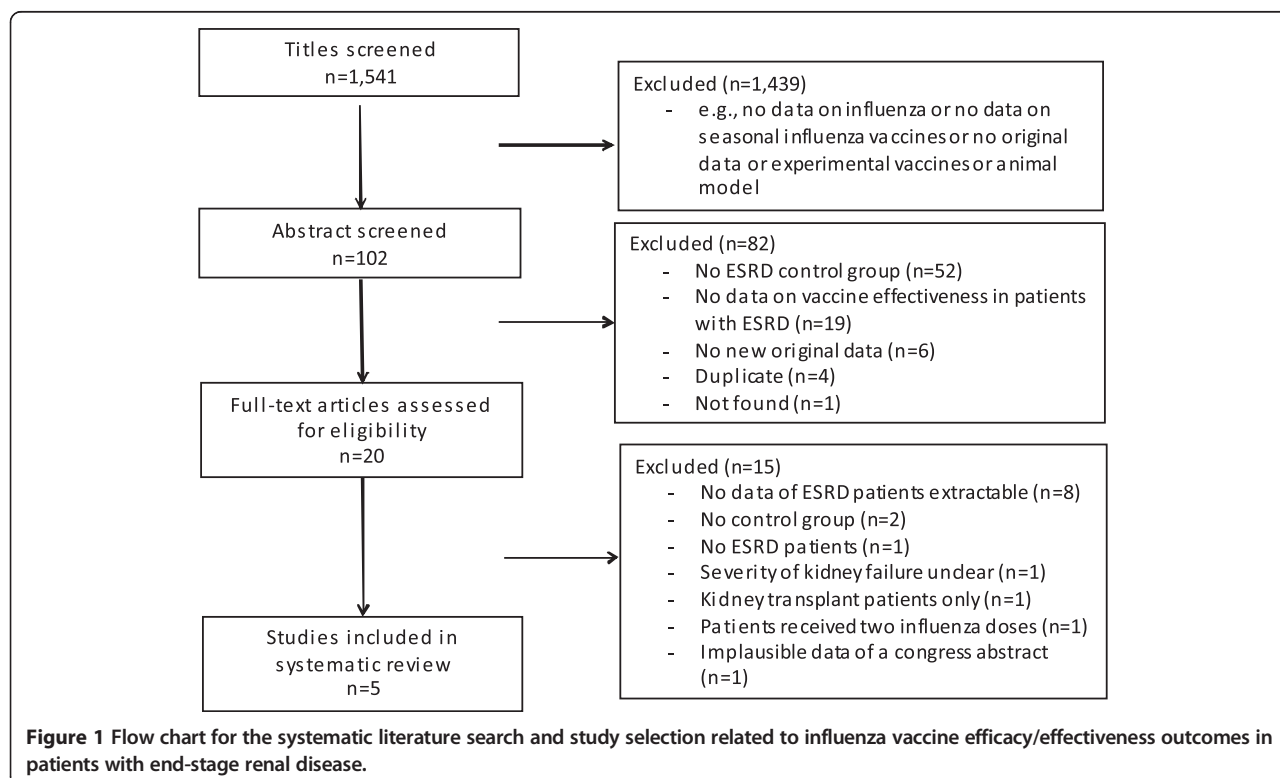 Titles screened
n=1,541
Excluded (n=1,439)
- e.g., no data on influenza or no data on
seasonal influenza vaccines or no original
data or experimental vaccines or animal
model
Abstract screened
n=102
Excluded (n=82)
- No ESRD control group (n=52)
- No data on vaccine effectiveness in patients
with ESRD (n=19)
- No new original data (n=6)
- Duplicate (n=4)
- Not found (n=1)
Full-text articles assessed
for eligibility
n=20
Excluded (n=15)
- No data of ESRD patients extractable (n=8)
- No control group (n=2)
- No ESRD patients (n=1)
- Severity of kidney failure unclear (n=1)
- Kidney transplant patients only (n=1)
- Patients received two influenza doses (n=1)
- Implausible data of a congress abstract
(n=1)
Studies included in
systematic review
n=5
Figure 1 Flow chart for the systematic literature search and study selection related to influenza vaccine efficacy/effectiveness outcomes in
patients with end-stage renal disease.